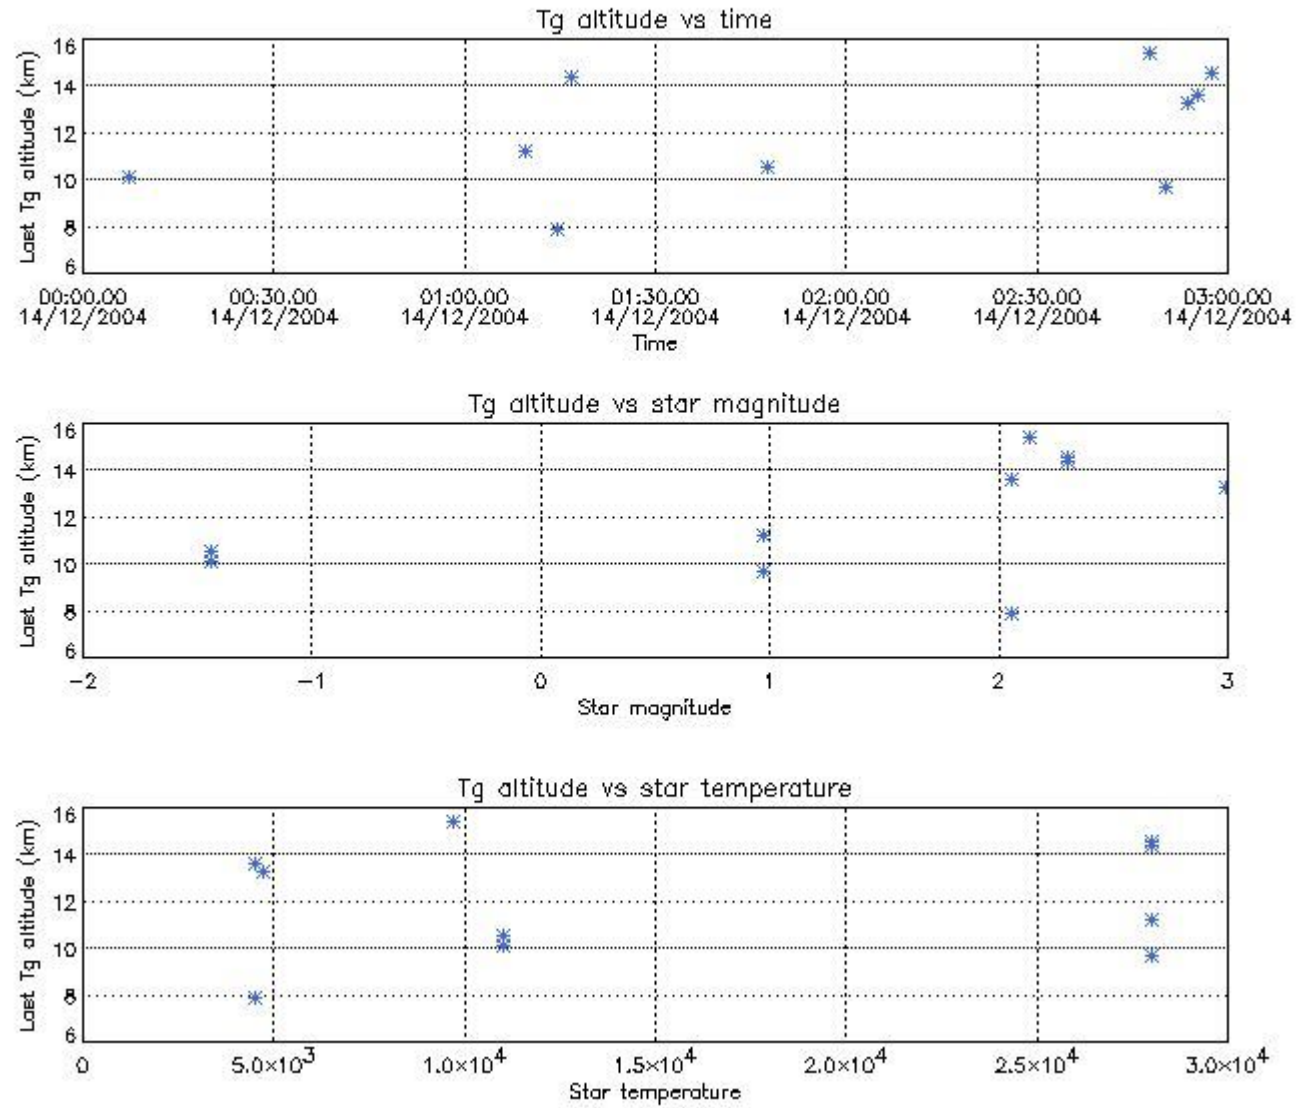 Tg altitude vs time
Last Tg altitude (km)
16
14
12
10
8
6
00:00.00 00:30.00 01:00.00 01:30.00 02:00.00 02:30.00 03:00.00
14/12/2004 14/12/2004 14/12/2004 14/12/2004 14/12/2004 14/12/2004 14/12/2004
Time
Tg altitude vs star magnitude
Last Tg altitude (km)
16
14
12
10
8
6
-2 -1 0 1 2 3
Star magnitude
Tg altitude vs star temperature
Last Tg altitude (km)
16
14
12
10
8
6
0 5.0×10³ 1.0×10⁴ 1.5×10⁴ 2.0×10⁴ 2.5×10⁴ 3.0×10⁴
Star temperature